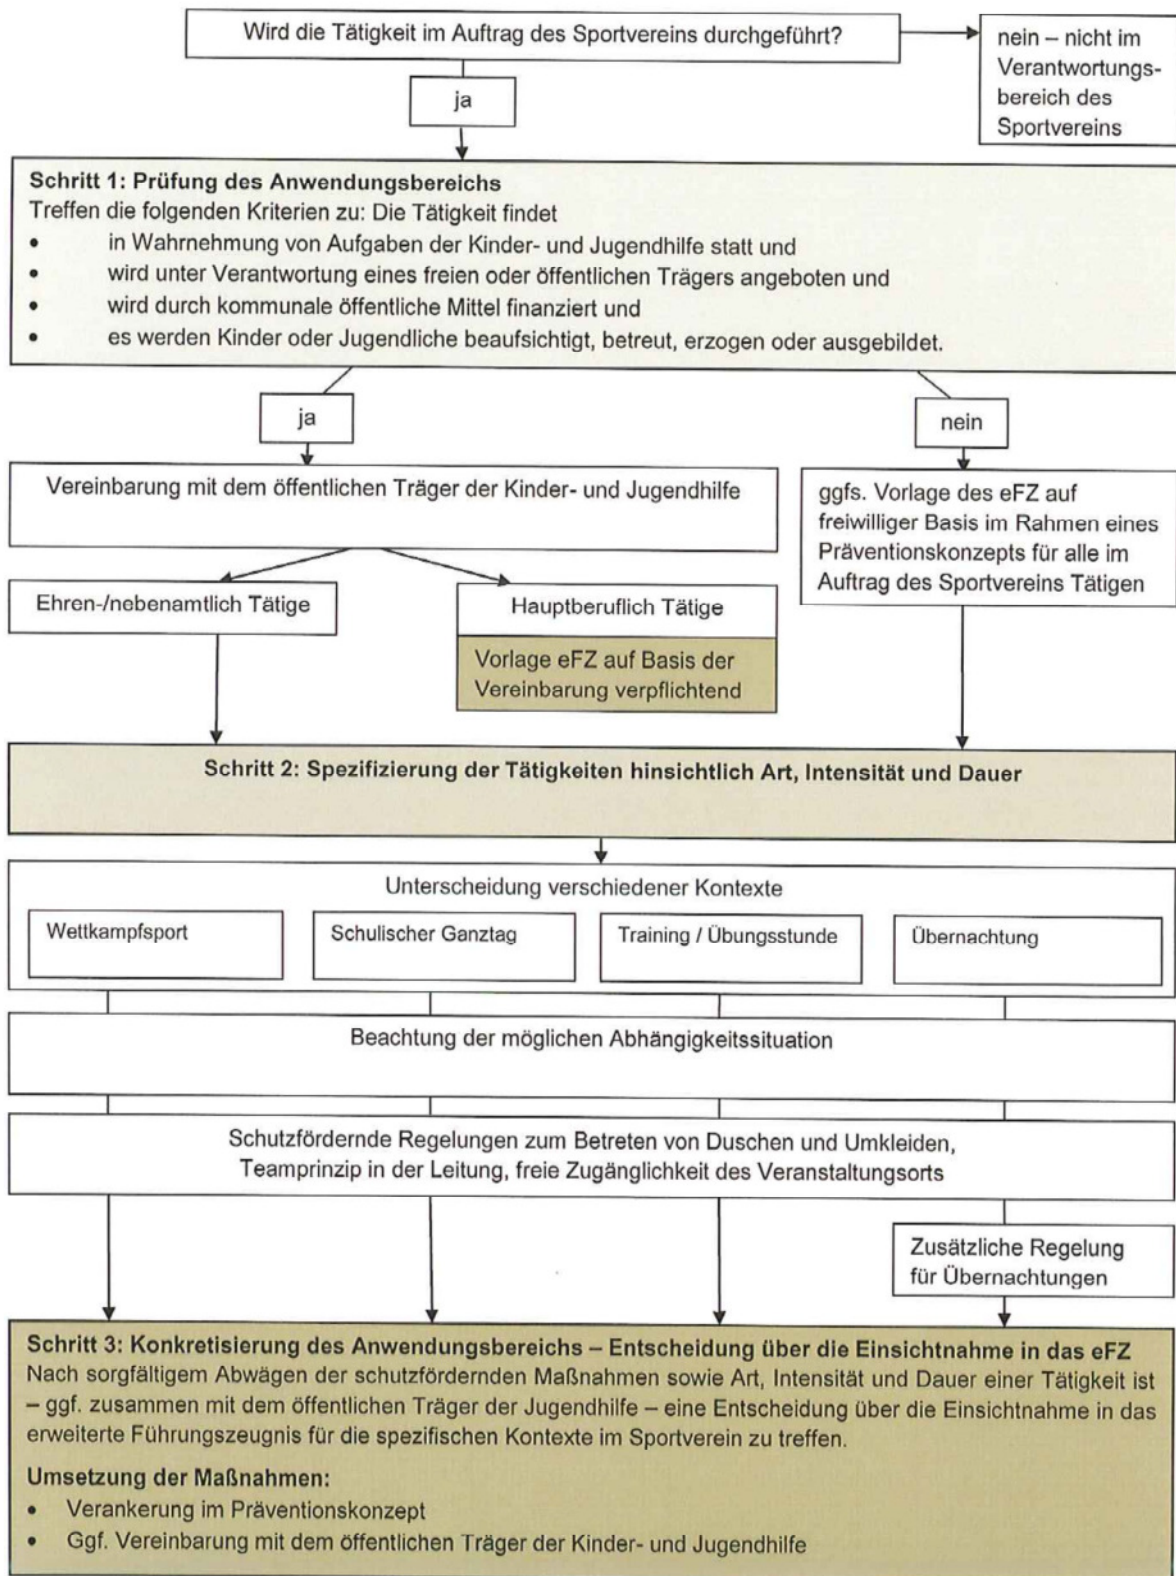 Wird die Tätigkeit im Auftrag des Sportvereins durchgeführt?
nein – nicht im
Verantwortungs-
bereich des
Sportvereins
ja
Schritt 1: Prüfung des Anwendungsbereichs
Treffen die folgenden Kriterien zu: Die Tätigkeit findet
• in Wahrnehmung von Aufgaben der Kinder- und Jugendhilfe statt und
• wird unter Verantwortung eines freien oder öffentlichen Trägers angeboten und
• wird durch kommunale öffentliche Mittel finanziert und
• es werden Kinder oder Jugendliche beaufsichtigt, betreut, erzogen oder ausgebildet.
ja
nein
Vereinbarung mit dem öffentlichen Träger der Kinder- und Jugendhilfe
ggfs. Vorlage des eFZ auf
freiwilliger Basis im Rahmen eines
Präventionskonzepts für alle im
Auftrag des Sportvereins Tätigen
Ehren-/nebenamtlich Tätige
Hauptberuflich Tätige
Vorlage eFZ auf Basis der
Vereinbarung verpflichtend
Schritt 2: Spezifizierung der Tätigkeiten hinsichtlich Art, Intensität und Dauer
Unterscheidung verschiedener Kontexte
Wettkampfsport
Schulischer Ganztag
Training / Übungsstunde
Übernachtung
Beachtung der möglichen Abhängigkeitssituation
Schutzfördernde Regelungen zum Betreten von Duschen und Umkleiden,
Teamprinzip in der Leitung, freie Zugänglichkeit des Veranstaltungsorts
Zusätzliche Regelung
für Übernachtungen
Schritt 3: Konkretisierung des Anwendungsbereichs – Entscheidung über die Einsichtnahme in das eFZ
Nach sorgfältigem Abwägen der schutzfördernden Maßnahmen sowie Art, Intensität und Dauer einer Tätigkeit ist
– ggf. zusammen mit dem öffentlichen Träger der Jugendhilfe – eine Entscheidung über die Einsichtnahme in das
erweiterte Führungszeugnis für die spezifischen Kontexte im Sportverein zu treffen.
Umsetzung der Maßnahmen:
• Verankerung im Präventionskonzept
• Ggf. Vereinbarung mit dem öffentlichen Träger der Kinder- und Jugendhilfe